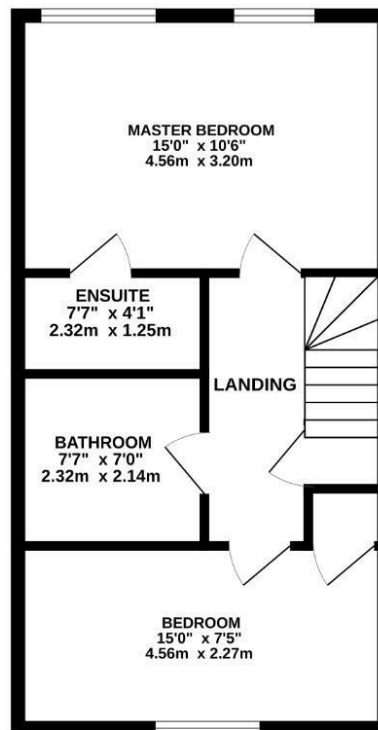 MASTER BEDROOM
15'0" x 10'6"
4.56m x 3.20m
ENSUITE
7'7" x 4'1"
2.32m x 1.25m
LANDING
BATHROOM
7'7" x 7'0"
2.32m x 2.14m
BEDROOM
15'0" x 7'5"
4.56m x 2.27m